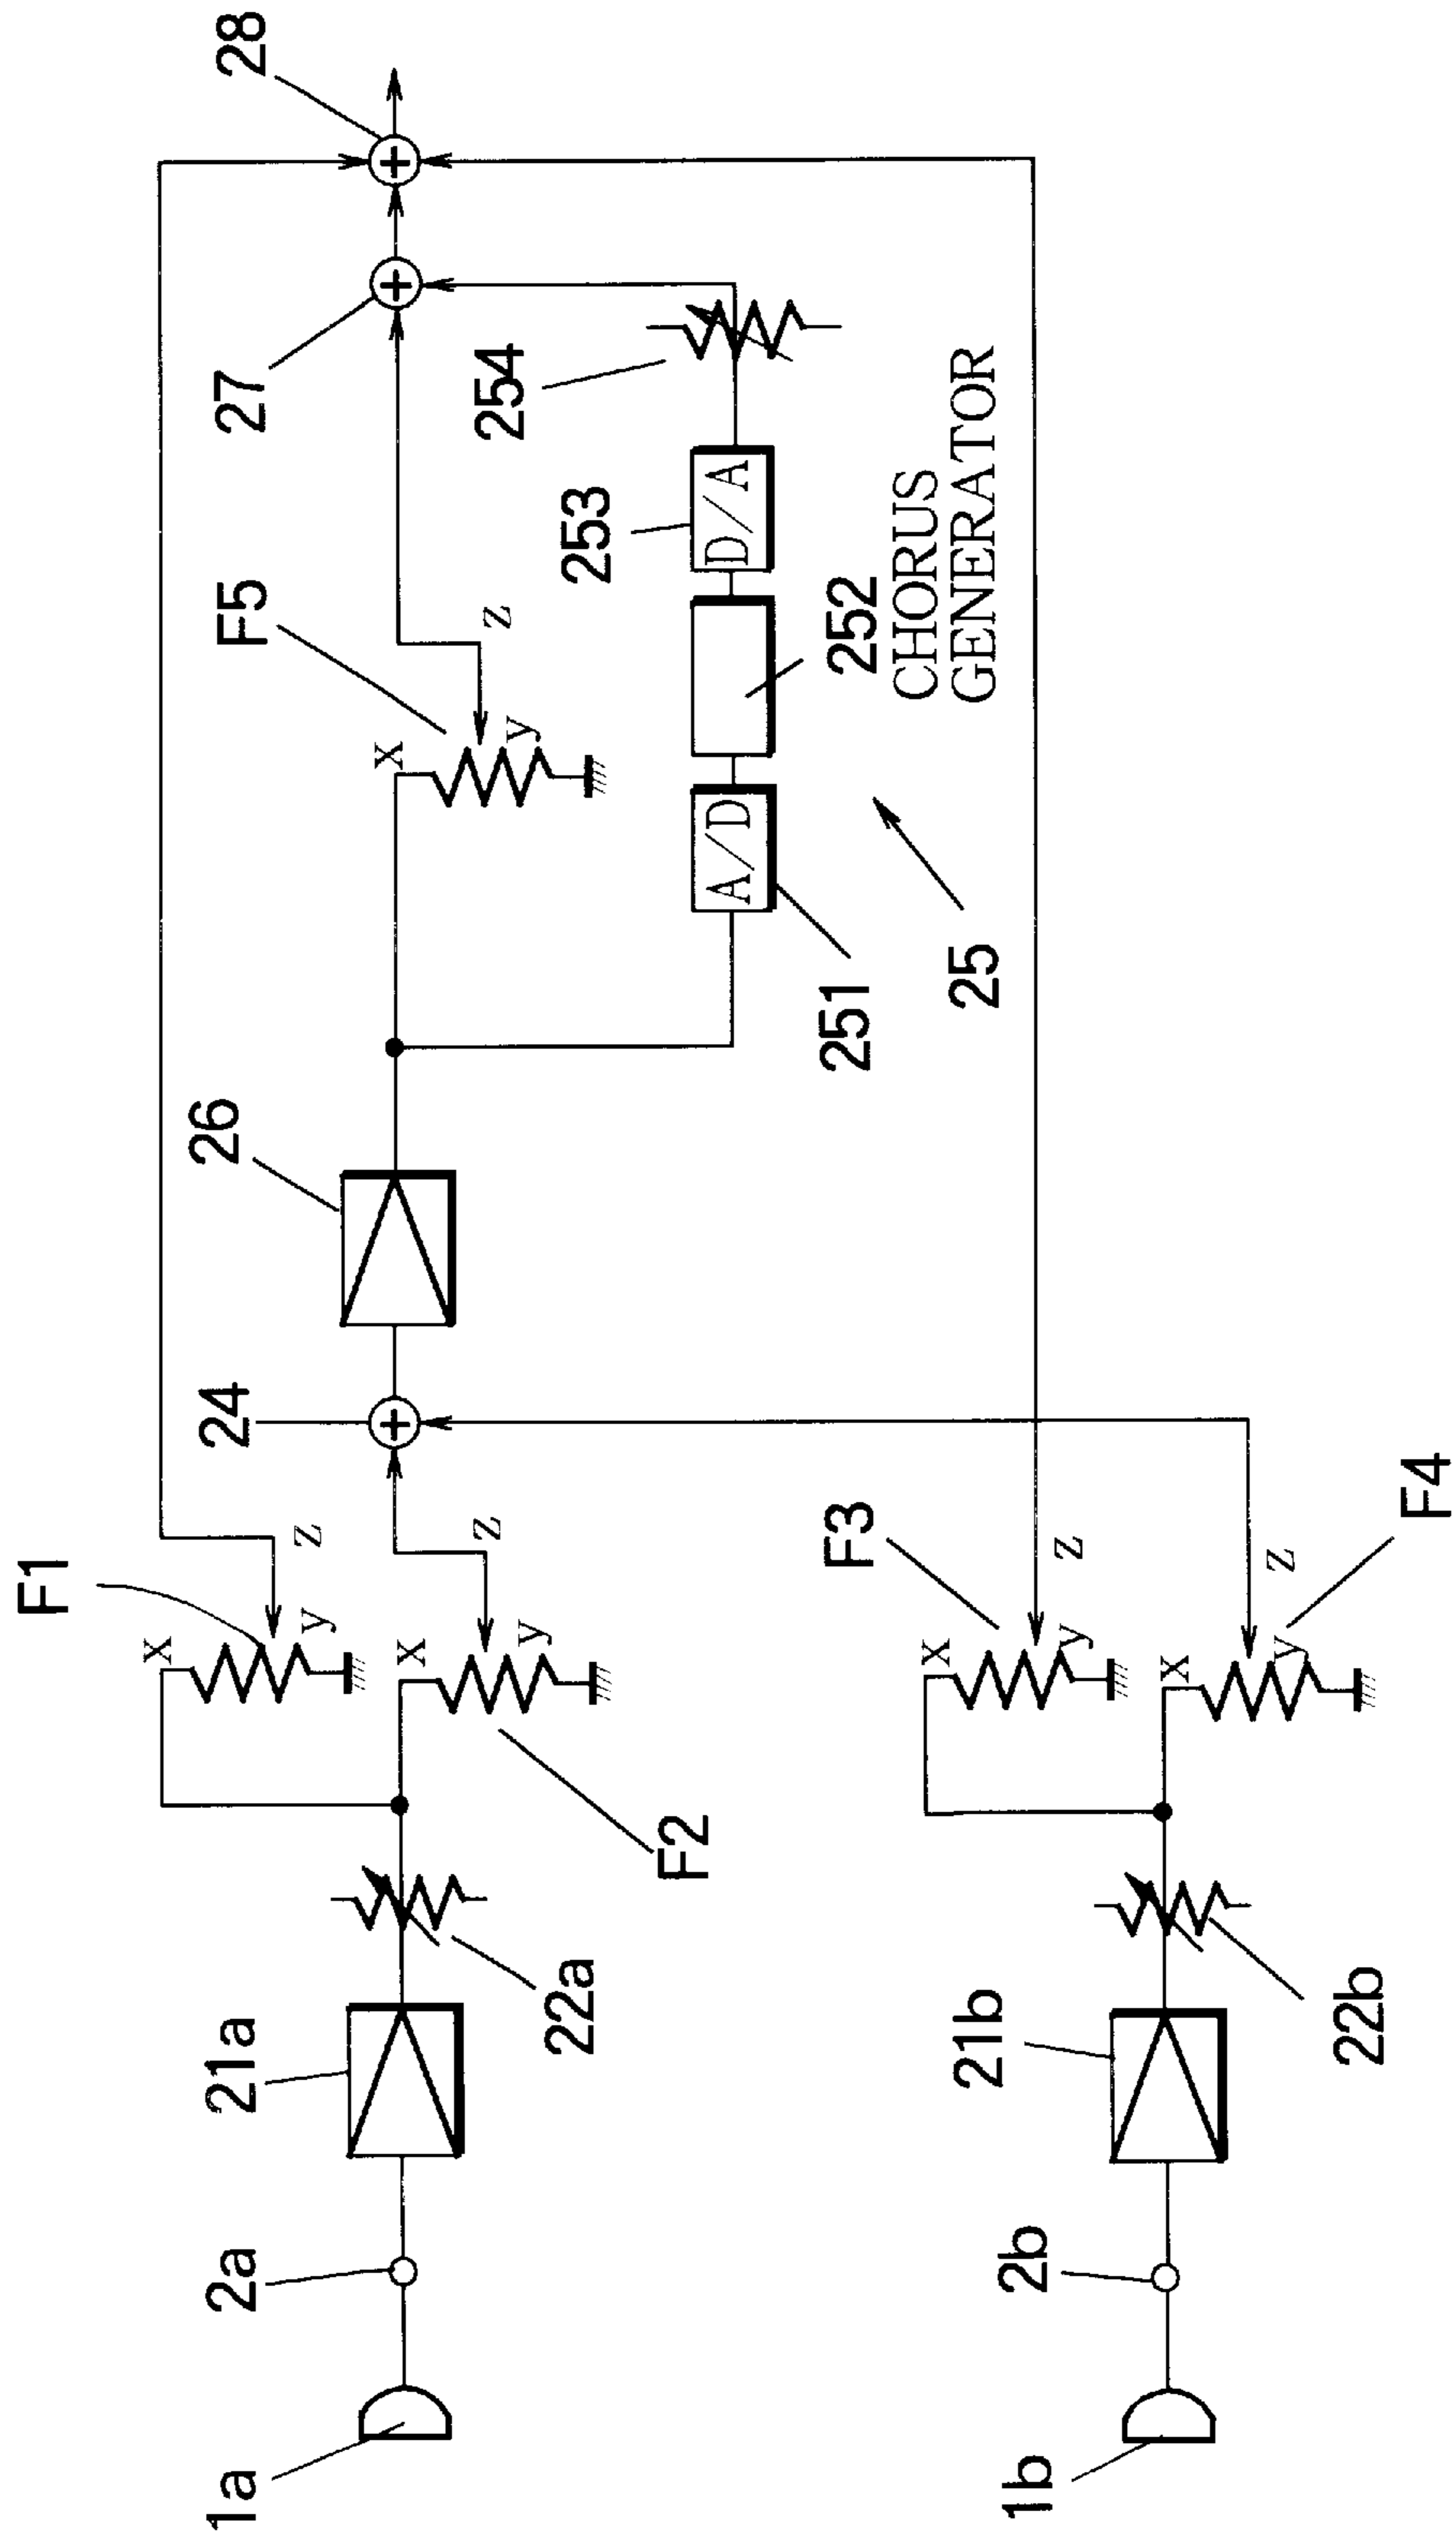 28
27
F5
z
x
y
254
253
D/A
252
CHORUS
GENERATOR
A/D
251
25
26
24
F1
z
x
y
z
x
y
F2
F3
z
x
y
F4
z
x
y
21a
22a
2a
1a
21b
22b
2b
1b